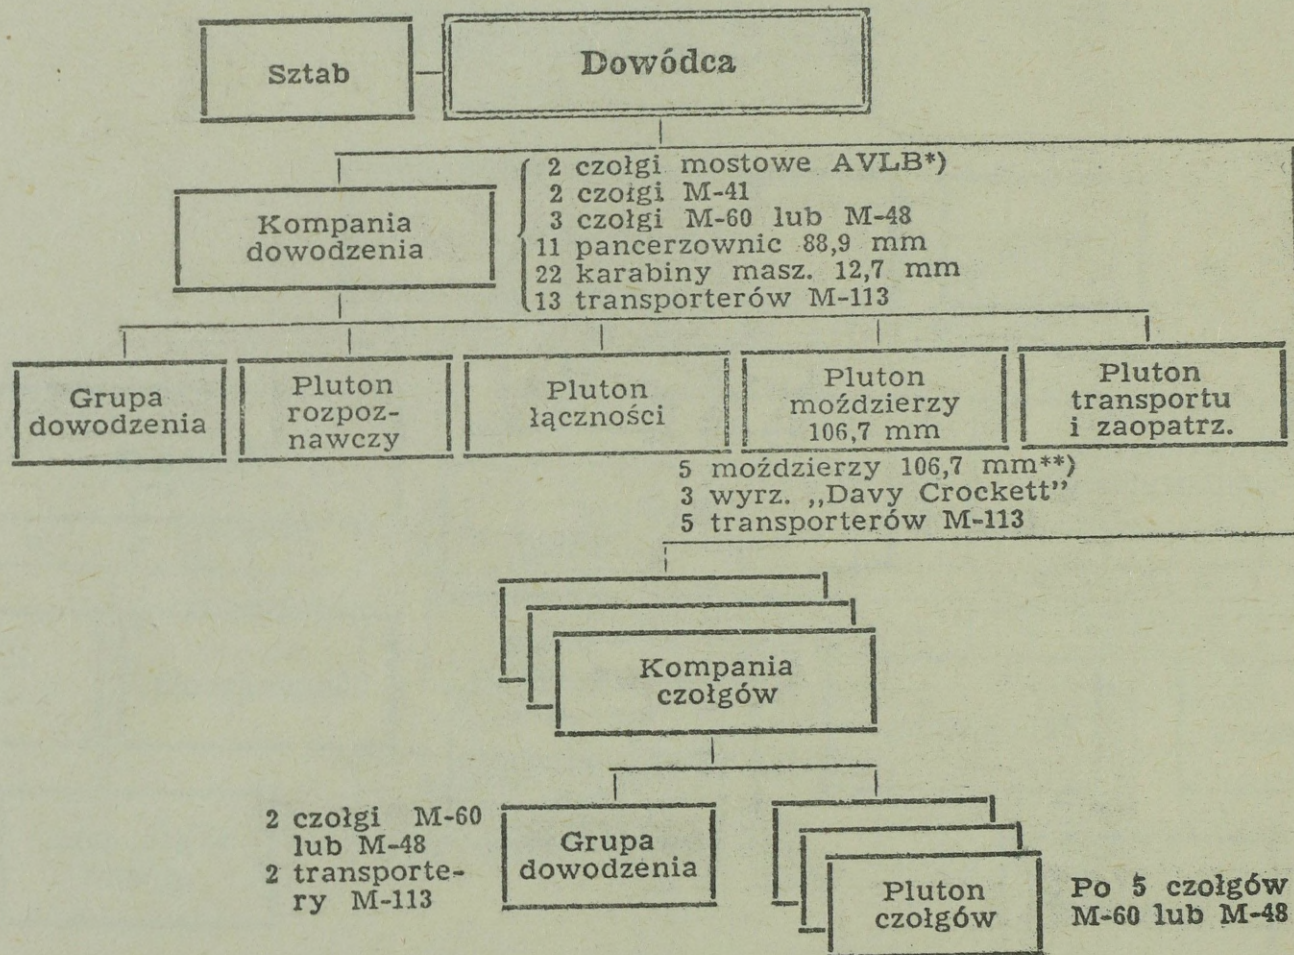 Sztab
Dowódca
Kompania
dowodzenia
2 czołgi mostowe AVLB*)
2 czołgi M-41
3 czołgi M-60 lub M-48
11 pancerzownic 88,9 mm
22 karabiny masz. 12,7 mm
13 transporterów M-113
Grupa
dowodzenia
Pluton
rozpoz-
nawczy
Pluton
łączności
Pluton
moździerzy
106,7 mm
Pluton
transportu
i zaopatrz.
5 moździerzy 106,7 mm**)
3 wyrz. ,,Davy Crockett”
5 transporterów M-113
Kompania
czołgów
2 czołgi M-60
lub M-48
2 transporte-
ry M-113
Grupa
dowodzenia
Pluton
czołgów
Po 5 czołgów
M-60 lub M-48